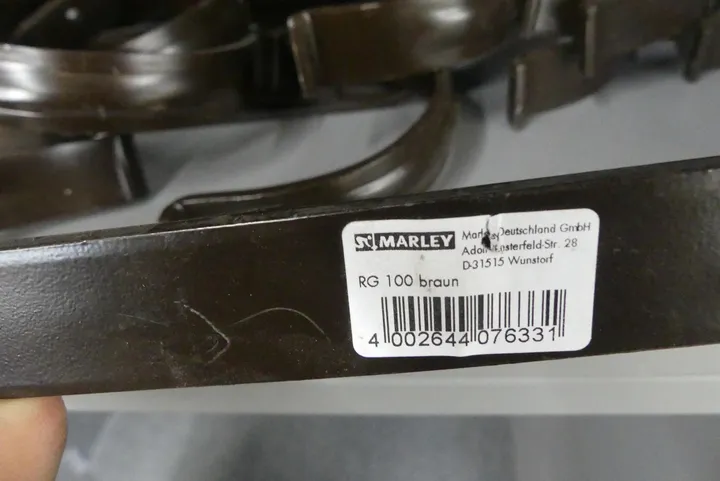 MARLEY
Deutschland GmbH
Str. 28
D-31515 Wunstorf
RG 100 braun
4 002644 076331